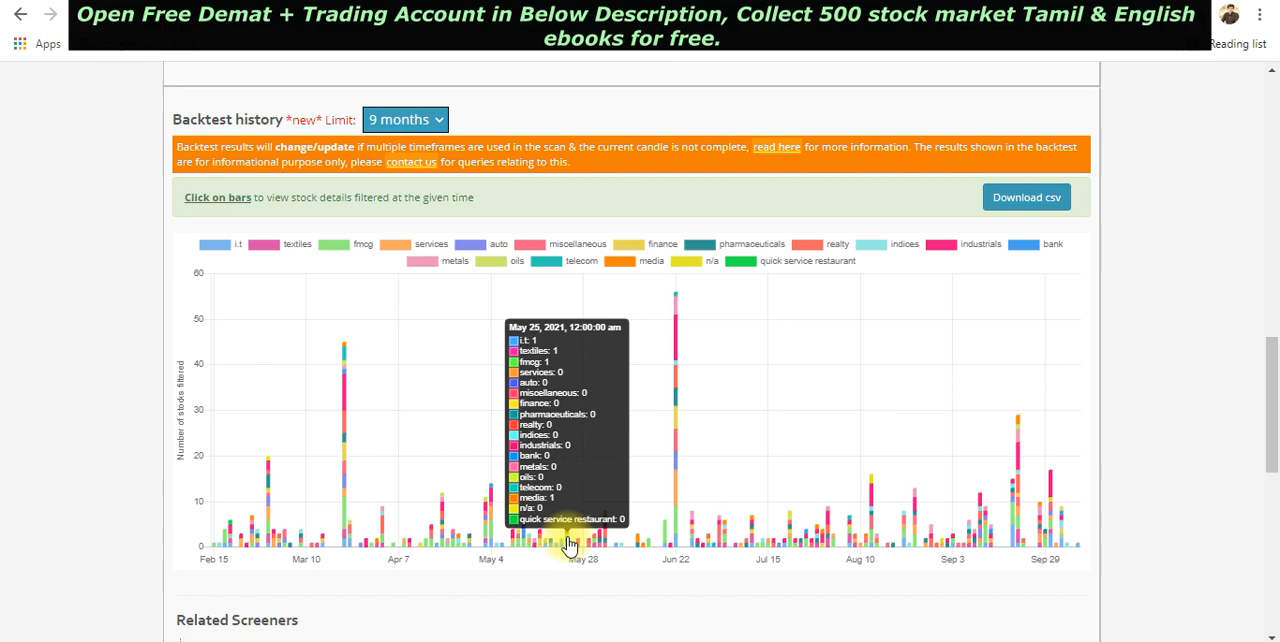 Open Free Demat + Trading Account in Below Description, Collect 500 stock market Tamil & English
ebooks for free.
Apps
Reading list
Backtest history *new* Limit: 9 months
Backtest results will change/update if multiple timeframes are used in the scan & the current candle is not complete, read here for more information. The results shown in the backtest
are for informational purpose only, please contact us for queries relating to this.
Click on bars to view stock details filtered at the given time
Download csv
i.t textiles fmcg services auto miscellaneous finance pharmaceuticals realty indices industrials bank
metals oils telecom media n/a quick service restaurant
Number of stocks filtered
60
50
40
30
20
10
0
May 25, 2021, 12:00:00 am
i.t: 1
textiles: 1
fmcg: 1
services: 0
auto: 0
miscellaneous: 0
finance: 0
pharmaceuticals: 0
realty: 0
indices: 0
industrials: 0
bank: 0
metals: 0
oils: 0
telecom: 0
media: 1
n/a: 0
quick service restaurant: 0
Feb 15 Mar 10 Apr 7 May 4 May 28 Jun 22 Jul 15 Aug 10 Sep 3 Sep 29
Related Screeners